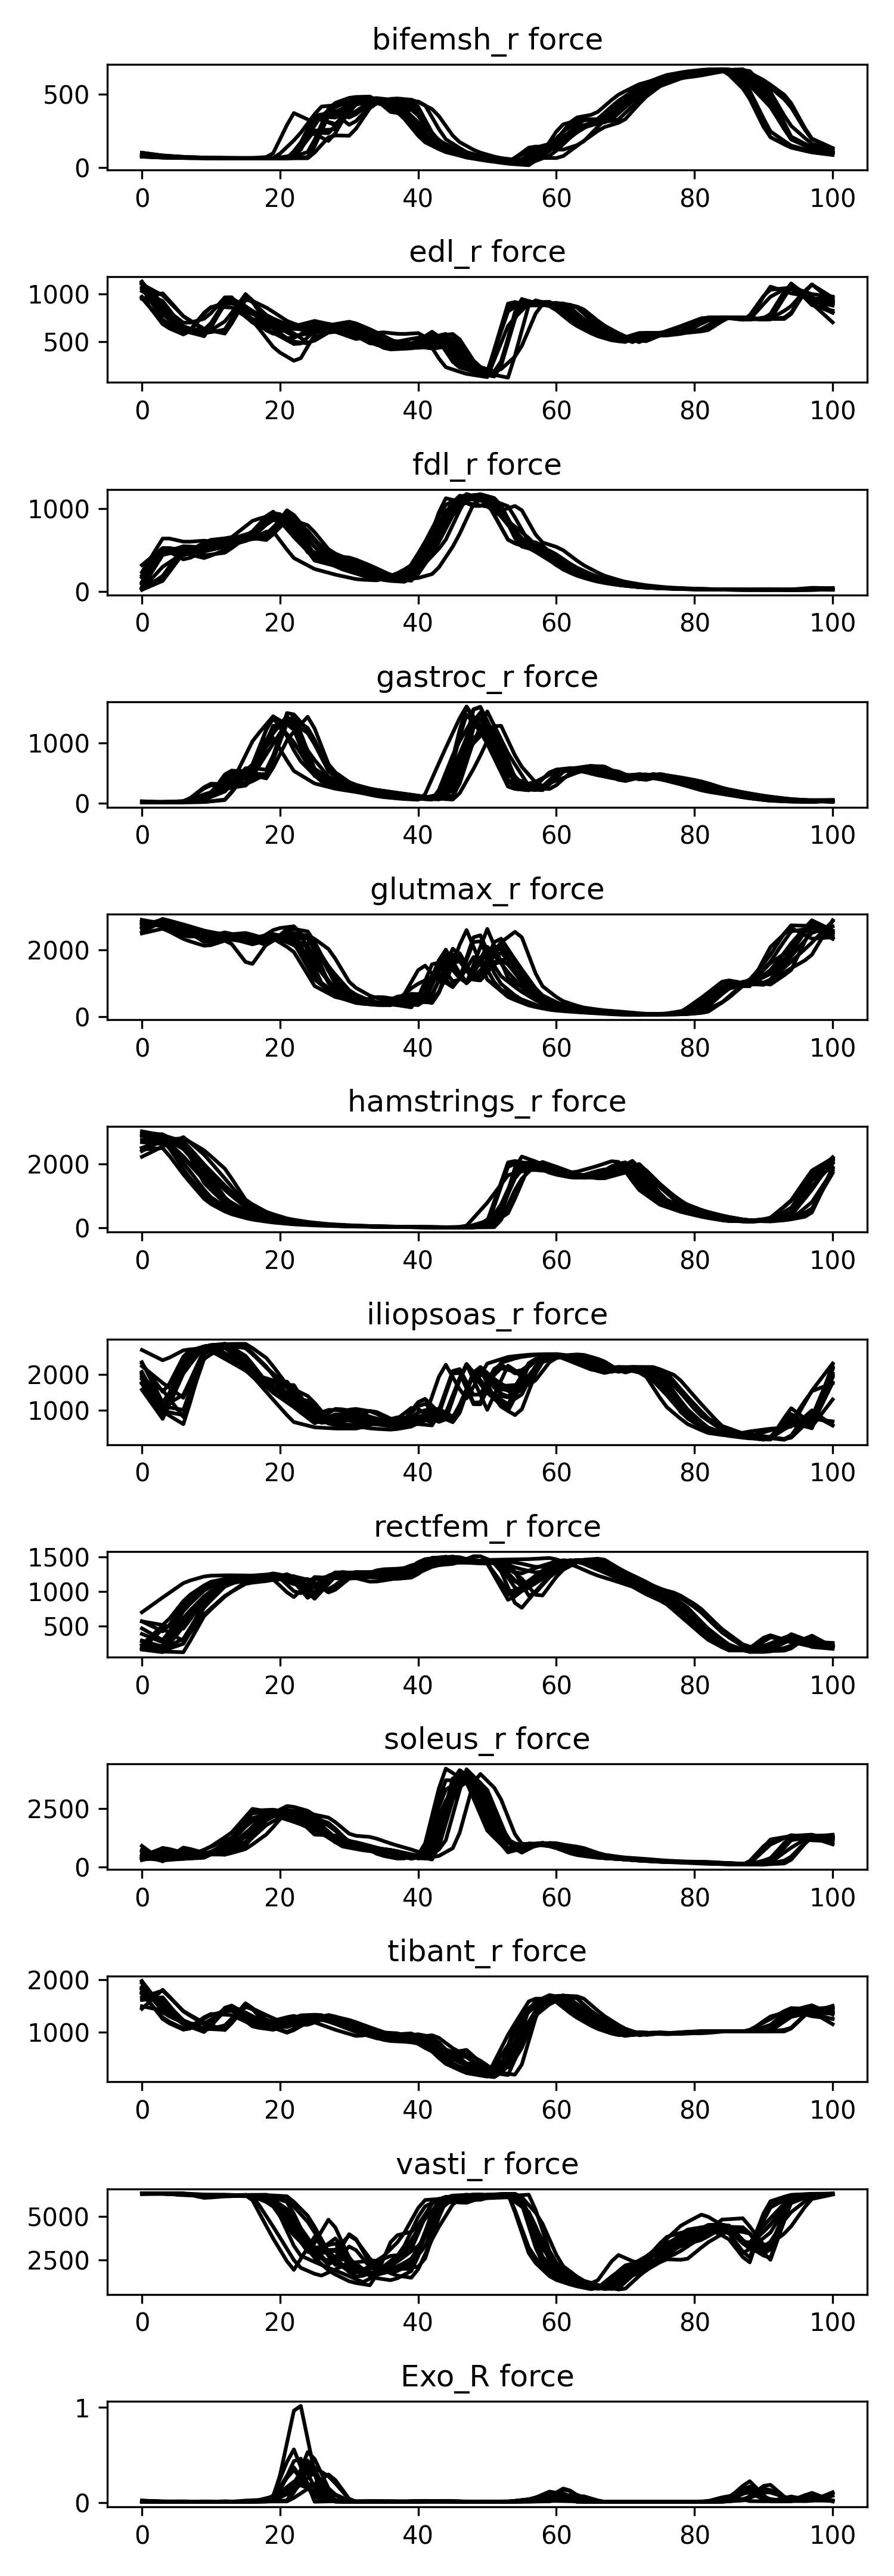 bifemsh_r force
500
0
0 20 40 60 80 100
edl_r force
1000
500
0 20 40 60 80 100
fdl_r force
1000
0
0 20 40 60 80 100
gastroc_r force
1000
0
0 20 40 60 80 100
glutmax_r force
2000
0
0 20 40 60 80 100
hamstrings_r force
2000
0
0 20 40 60 80 100
iliopsoas_r force
2000
1000
0 20 40 60 80 100
rectfem_r force
1500
1000
500
0 20 40 60 80 100
soleus_r force
2500
0
0 20 40 60 80 100
tibant_r force
2000
1000
0 20 40 60 80 100
vasti_r force
5000
2500
0 20 40 60 80 100
Exo_R force
1
0
0 20 40 60 80 100